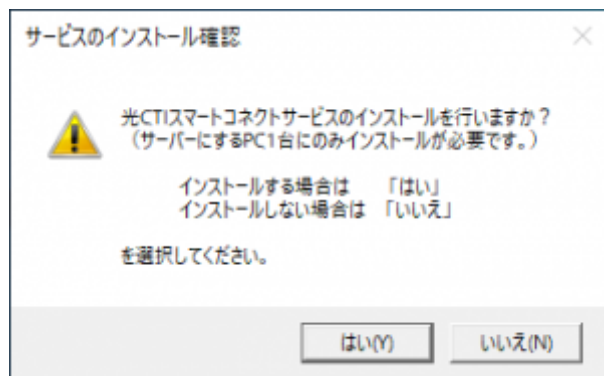 サービスのインストール確認
光CTIスマートコネクトサービスのインストールを行いますか？
（サーバーにするPC1台にのみインストールが必要です。）
インストールする場合は 「はい」
インストールしない場合は 「いいえ」
を選択してください。
はい(Y) いいえ(N)